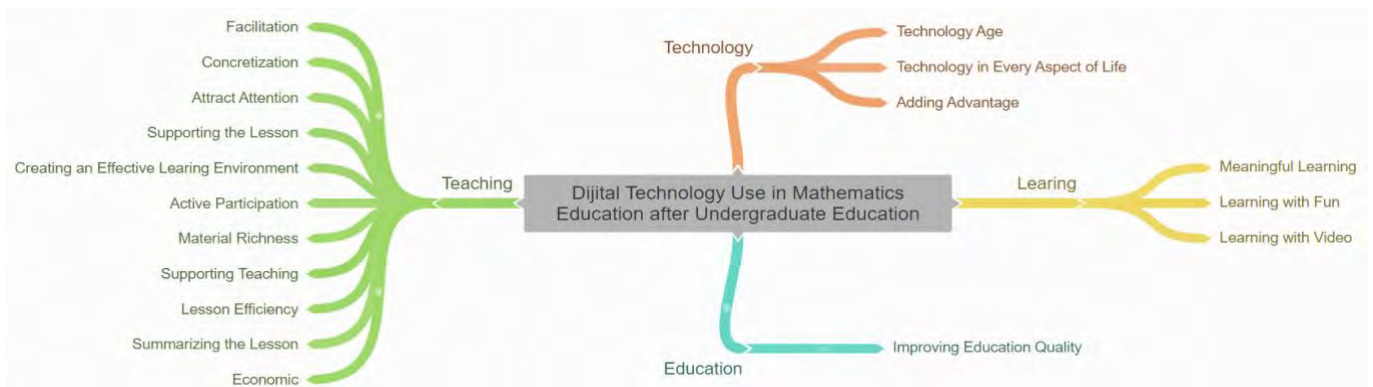 Facilitation
Concretization
Attract Attention
Supporting the Lesson
Creating an Effective Learing Environment
Active Participation
Material Richness
Supporting Teaching
Lesson Efficiency
Summarizing the Lesson
Economic
Teaching
Dijital Technology Use in Mathematics
Education after Undergraduate Education
Technology
Technology Age
Technology in Every Aspect of Life
Adding Advantage
Learing
Meaningful Learning
Learning with Fun
Learning with Video
Education
Improving Education Quality